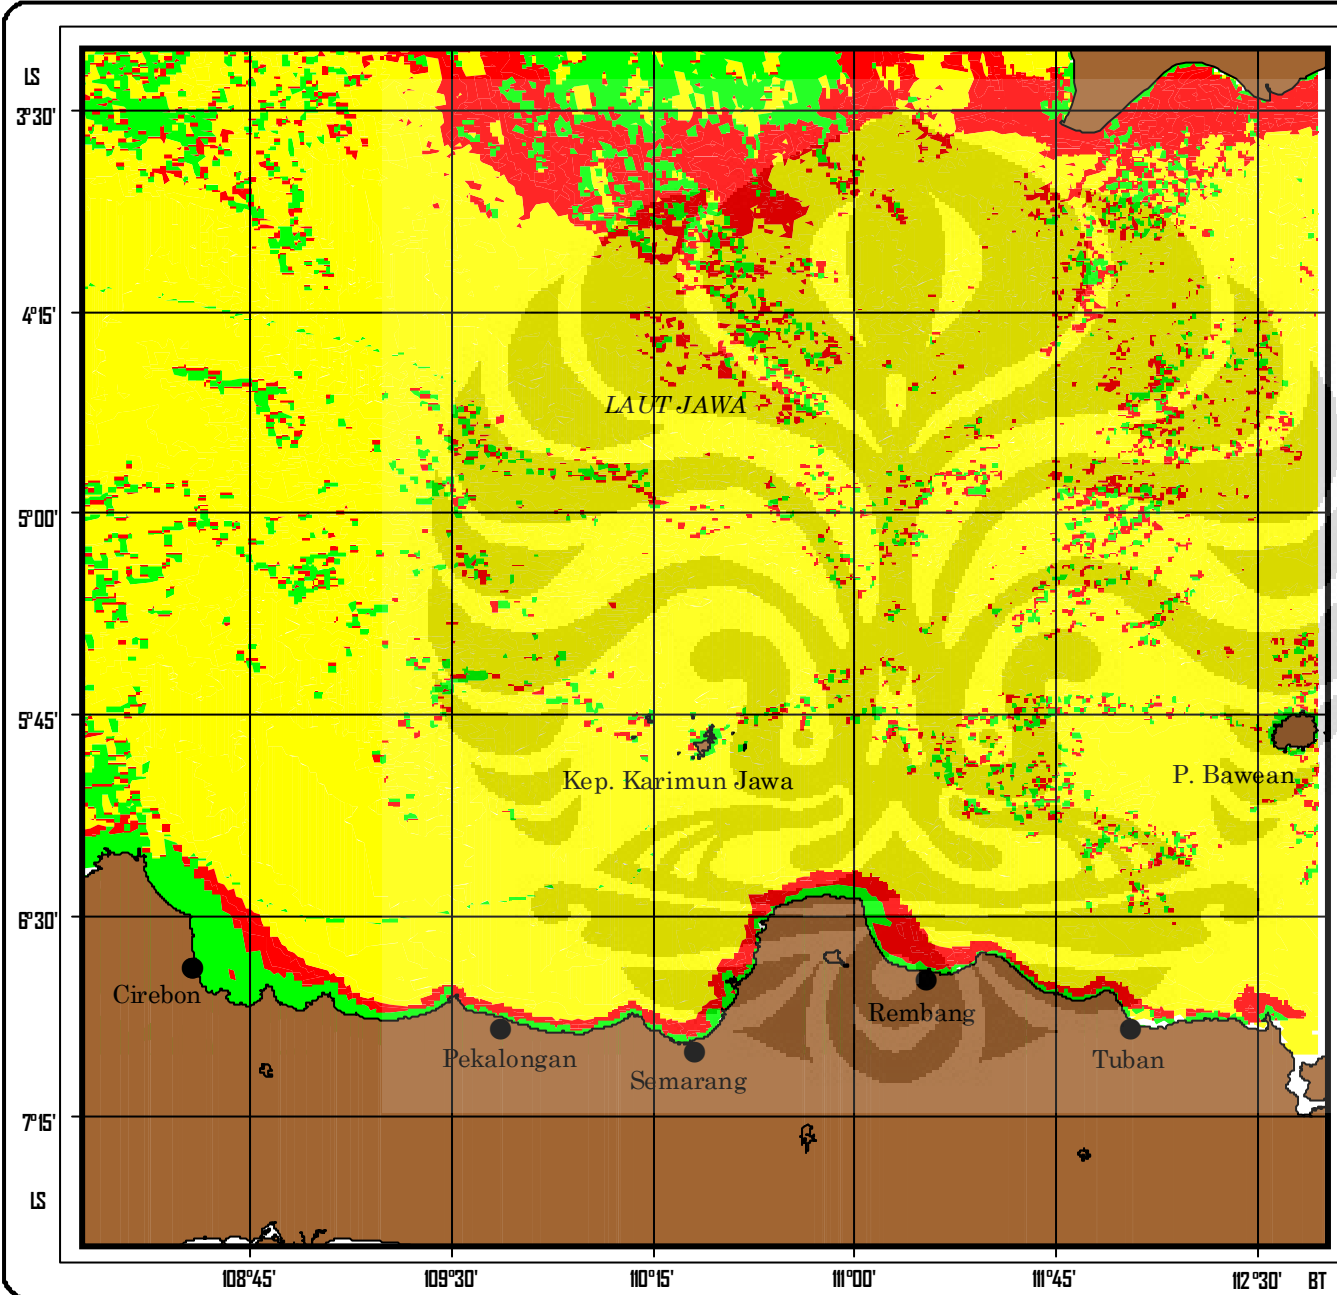 LS
3°30'
4°15'
LAUT JAWA
5°00'
5°45'
Kep. Karimun Jawa
P. Bawean
6°30'
Cirebon
Rembang
Pekalongan
Tuban
Semarang
7°15'
LS
108°45'
109°30'
110°15'
111°00'
111°45'
112°30'
BT